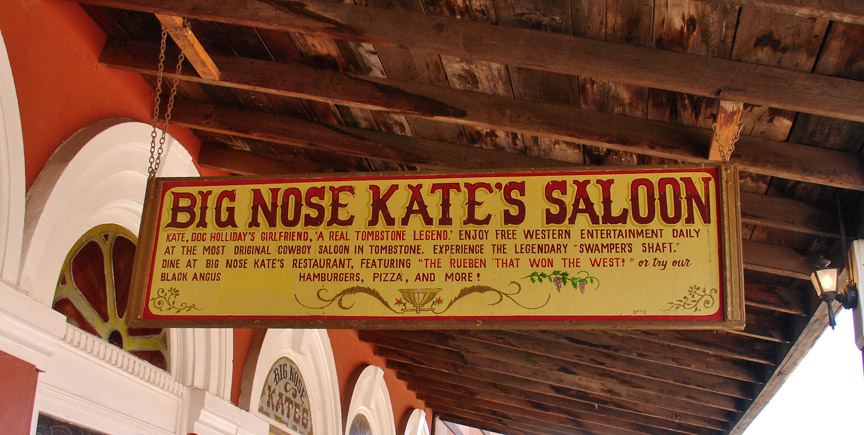 BIG NOSE KATE'S SALOON
KATE, DOC HOLLIDAY'S GIRLFRIEND, "A REAL TOMBSTONE LEGEND." ENJOY FREE WESTERN ENTERTAINMENT DAILY
AT THE MOST ORIGINAL COWBOY SALOON IN TOMBSTONE. EXPERIENCE THE LEGENDARY "SWAMPER'S SHAFT."
DINE AT BIG NOSE KATE'S RESTAURANT, FEATURING "THE RUEBEN THAT WON THE WEST!" or try our
BLACK ANGUS HAMBURGERS, PIZZA, AND MORE!
BIG NOSE
KATE'S